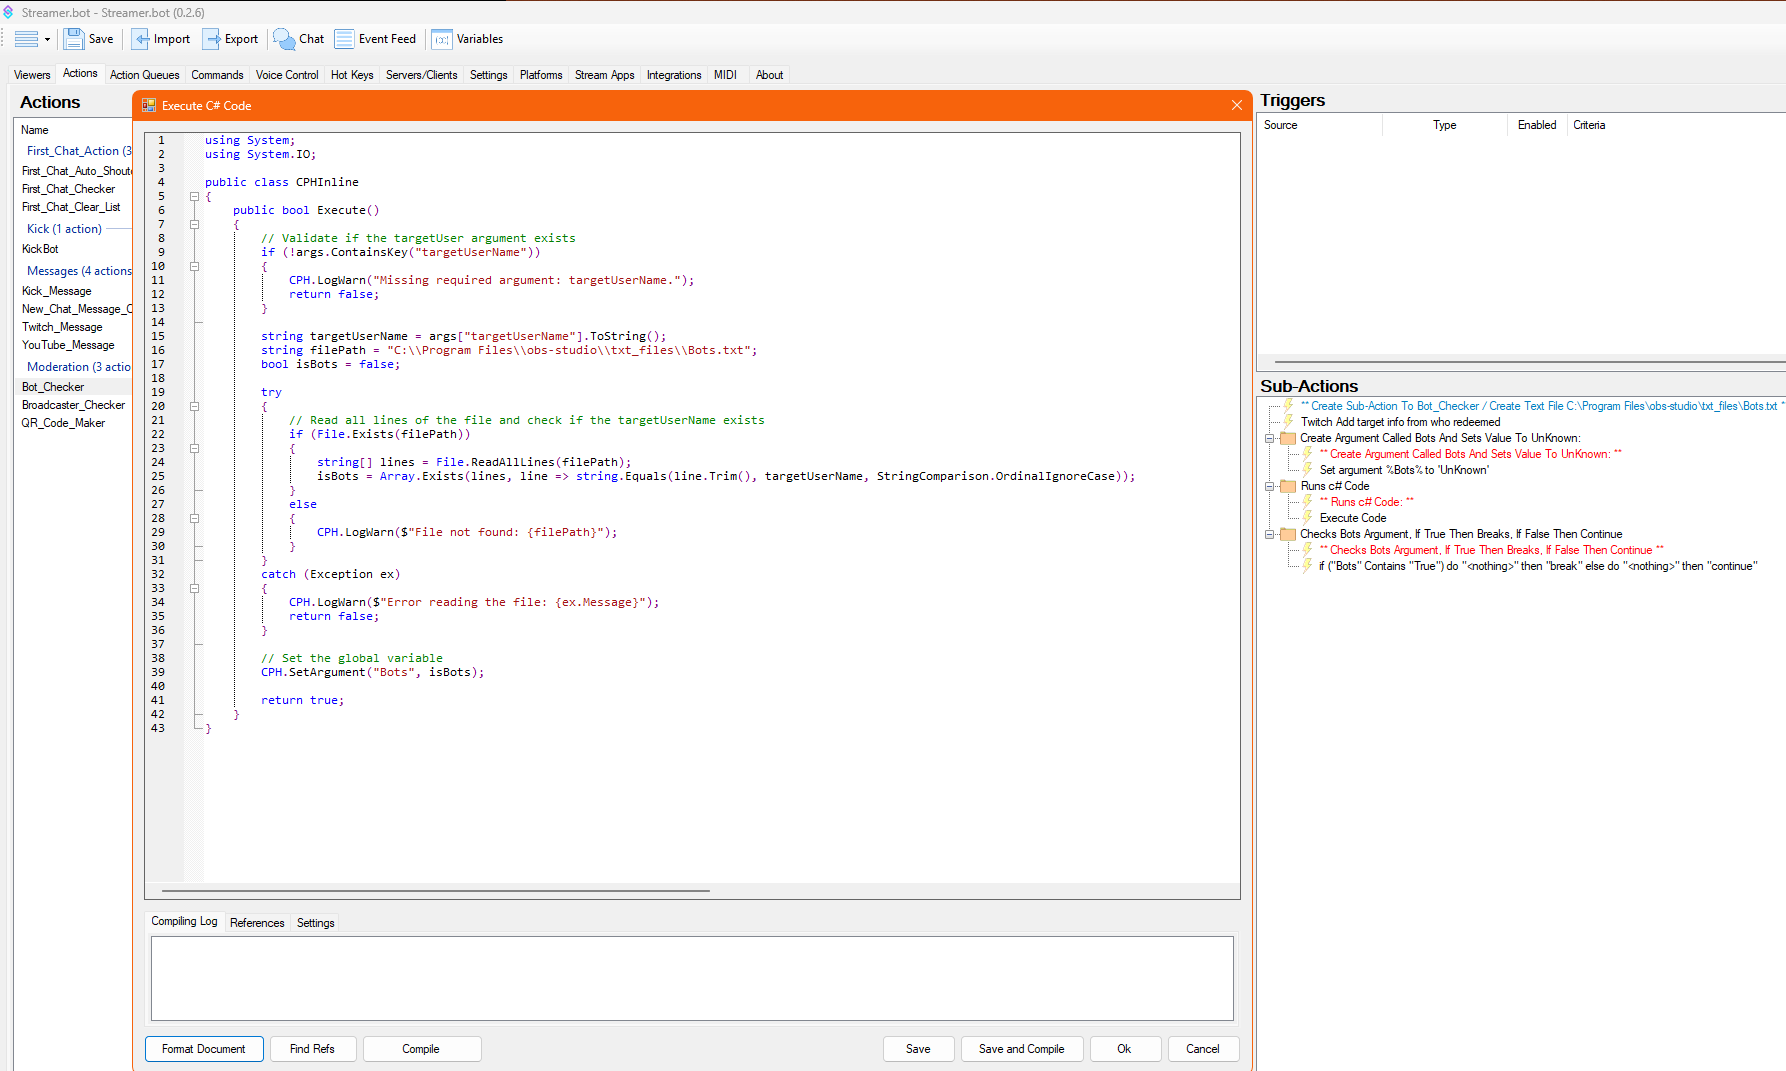 Streamer.bot - Streamer.bot (0.2.6)
Save Import Export Chat Event Feed Variables
Viewers Actions Action Queues Commands Voice Control Hot Keys Servers/Clients Settings Platforms Stream Apps Integrations MIDI About
Actions
Name
First_Chat_Action (3
First_Chat_Auto_Shout
First_Chat_Checker
First_Chat_Clear_List
Kick (1 action)
KickBot
Messages (4 actions
Kick_Message
New_Chat_Message_C
Twitch_Message
YouTube_Message
Moderation (3 actio
Bot_Checker
Broadcaster_Checker
QR_Code_Maker
Execute C# Code
1 using System;
2 using System.IO;
3
4 public class CPHInline
5 {
6 public bool Execute()
7 {
8 // Validate if the targetUser argument exists
9 if (!args.ContainsKey("targetUserName"))
10 {
11 CPH.LogWarn("Missing required argument: targetUserName.");
12 return false;
13 }
14
15 string targetUserName = args["targetUserName"].ToString();
16 string filePath = "C:\\Program Files\\obs-studio\\txt_files\\Bots.txt";
17 bool isBots = false;
18
19 try
20 {
21 // Read all lines of the file and check if the targetUserName exists
22 if (File.Exists(filePath))
23 {
24 string[] lines = File.ReadAllLines(filePath);
25 isBots = Array.Exists(lines, line => string.Equals(line.Trim(), targetUserName, StringComparison.OrdinalIgnoreCase));
26 }
27 else
28 {
29 CPH.LogWarn($"File not found: {filePath}");
30 }
31 }
32 catch (Exception ex)
33 {
34 CPH.LogWarn($"Error reading the file: {ex.Message}");
35 return false;
36 }
37
38 // Set the global variable
39 CPH.SetArgument("Bots", isBots);
40
41 return true;
42 }
43 }
Compiling Log References Settings
Format Document Find Refs Compile Save Save and Compile Ok Cancel
Triggers
Source Type Enabled Criteria
Sub-Actions
** Create Sub-Action To Bot_Checker / Create Text File C:\Program Files\obs-studio\txt_files\Bots.txt *
Twitch Add target info from who redeemed
Create Argument Called Bots And Sets Value To UnKnown:
** Create Argument Called Bots And Sets Value To UnKnown: **
Set argument %Bots% to 'UnKnown'
Runs c# Code
** Runs c# Code: **
Execute Code
Checks Bots Argument, If True Then Breaks, If False Then Continue
** Checks Bots Argument, If True Then Breaks, If False Then Continue **
if ("Bots" Contains "True") do "<nothing>" then "break" else do "<nothing>" then "continue"